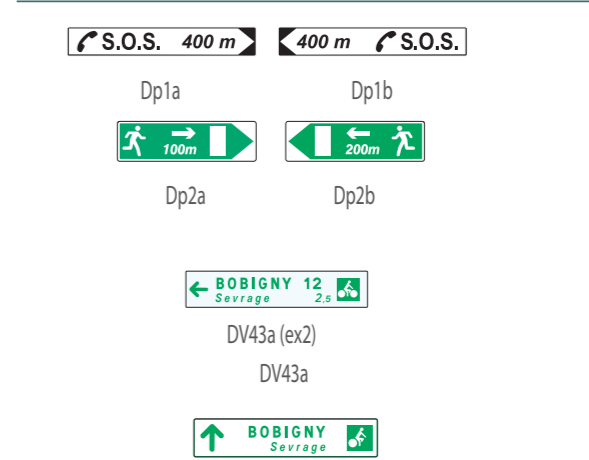 S.O.S. 400 m
400 m S.O.S.
Dp1a
Dp1b
100m
200m
Dp2a
Dp2b
BOBIGNY 12
Sevrage 2,5
DV43a (ex2)
DV43a
BOBIGNY
Sevrage